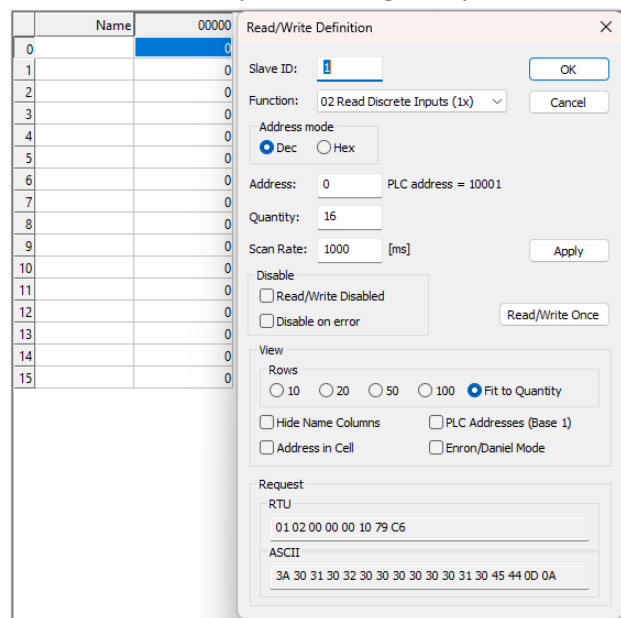 Name 00000
0 0
1 0
2 0
3 0
4 0
5 0
6 0
7 0
8 0
9 0
10 0
11 0
12 0
13 0
14 0
15 0
Read/Write Definition
Slave ID: 1 OK
Function: 02 Read Discrete Inputs (1x) Cancel
Address mode
Dec Hex
Address: 0 PLC address = 10001
Quantity: 16
Scan Rate: 1000 [ms] Apply
Disable
Read/Write Disabled
Disable on error Read/Write Once
View
Rows
10 20 50 100 Fit to Quantity
Hide Name Columns PLC Addresses (Base 1)
Address in Cell Enron/Daniel Mode
Request
RTU
01 02 00 00 00 10 79 C6
ASCII
3A 30 31 30 32 30 30 30 30 30 30 31 30 45 44 0D 0A